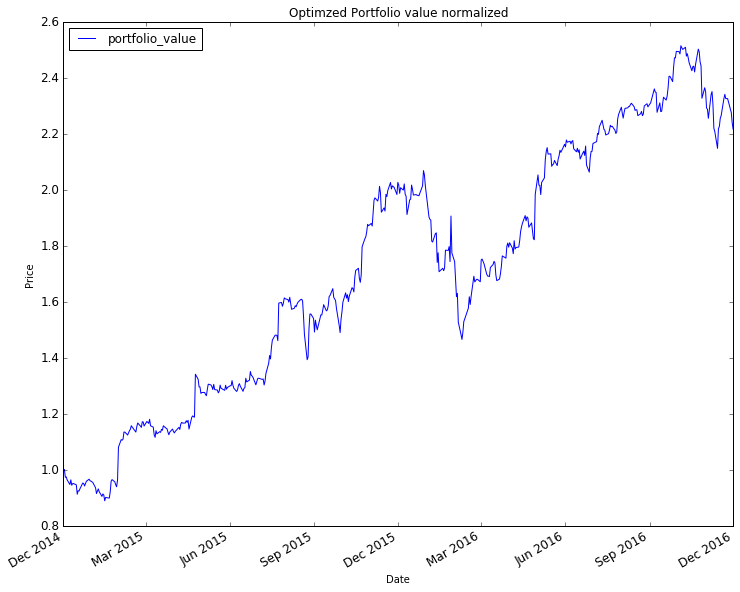 Optimzed Portfolio value normalized
portfolio_value
2.6
2.4
2.2
2.0
1.8
1.6
1.4
1.2
1.0
0.8
Price
Dec 2014
Mar 2015
Jun 2015
Sep 2015
Dec 2015
Mar 2016
Jun 2016
Sep 2016
Dec 2016
Date